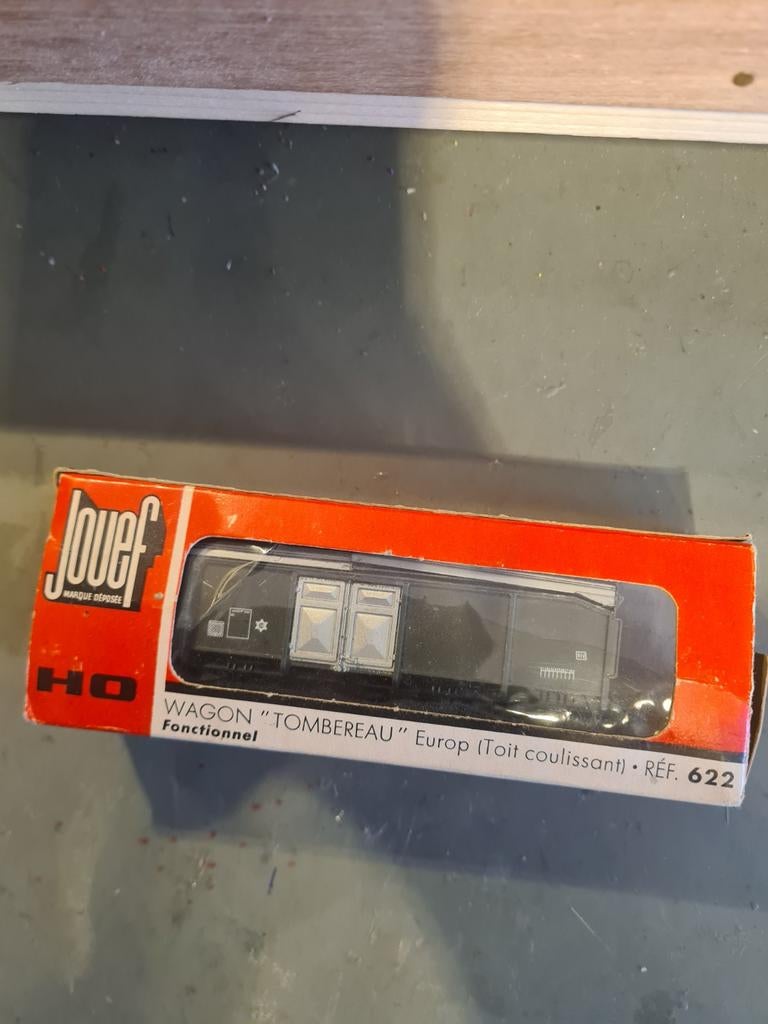 Jouef
MARQUE DÉPOSÉE
HO
WAGON "TOMBEREAU" Europ (Toit coulissant) • RÉF. 622
Fonctionnel